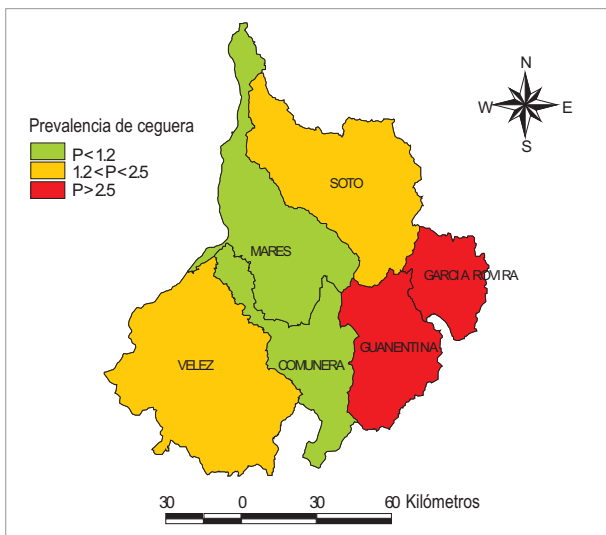 N
W E
S
Prevalencia de ceguera
P<1.2
1.2<P<2.5
P>2.5
SOTO
MARES
GARCIA ROVIRA
GUANENTINA
VELEZ
COMUNERA
30 0 30 60 Kilómetros